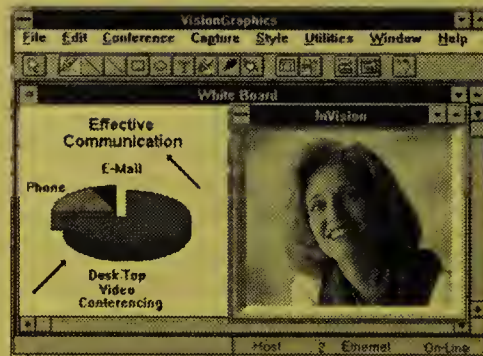 VisionGraphics
File Edit Conference Capture Style Utilities Window Help
White Board
InVision
Effective
Communication
E-Mail
Phone
Desk-Top
Video
Conferencing
Host 2 Ethernet On-Line